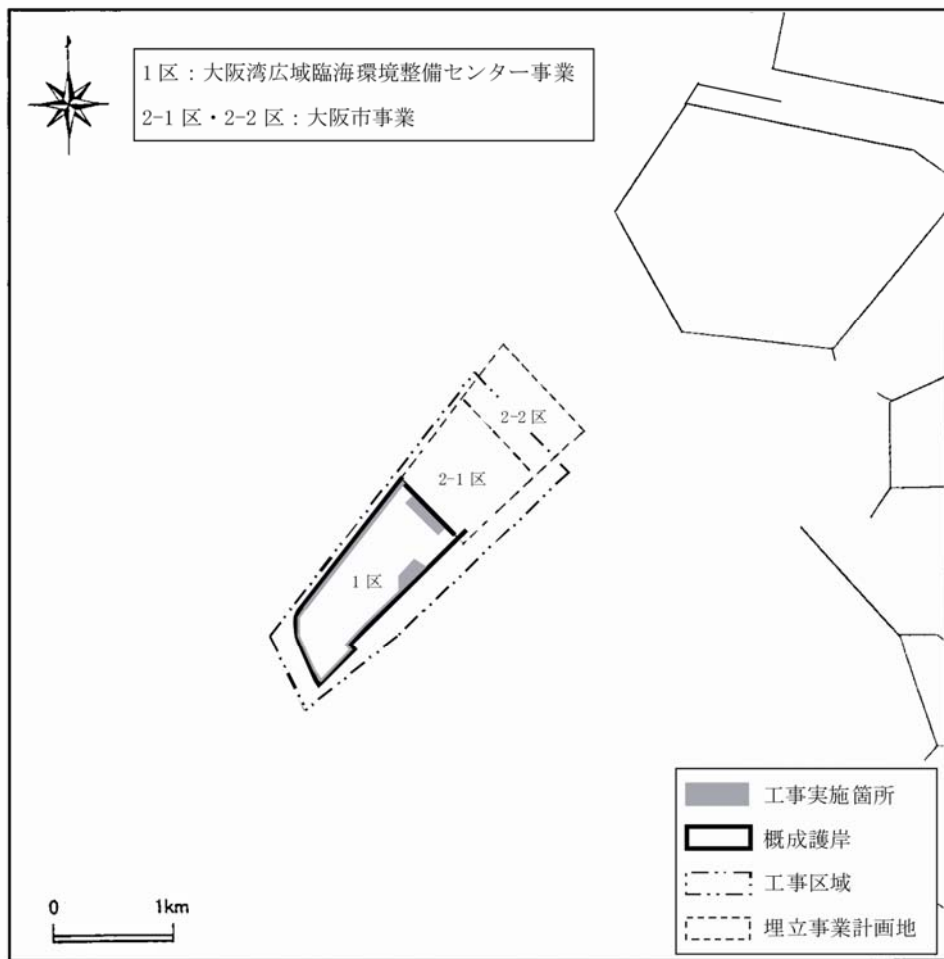 1区：大阪湾広域臨海環境整備センター事業
2-1区・2-2区：大阪市事業
2-2区
2-1区
1区
工事実施箇所
概成護岸
工事区域
埋立事業計画地
0 1km